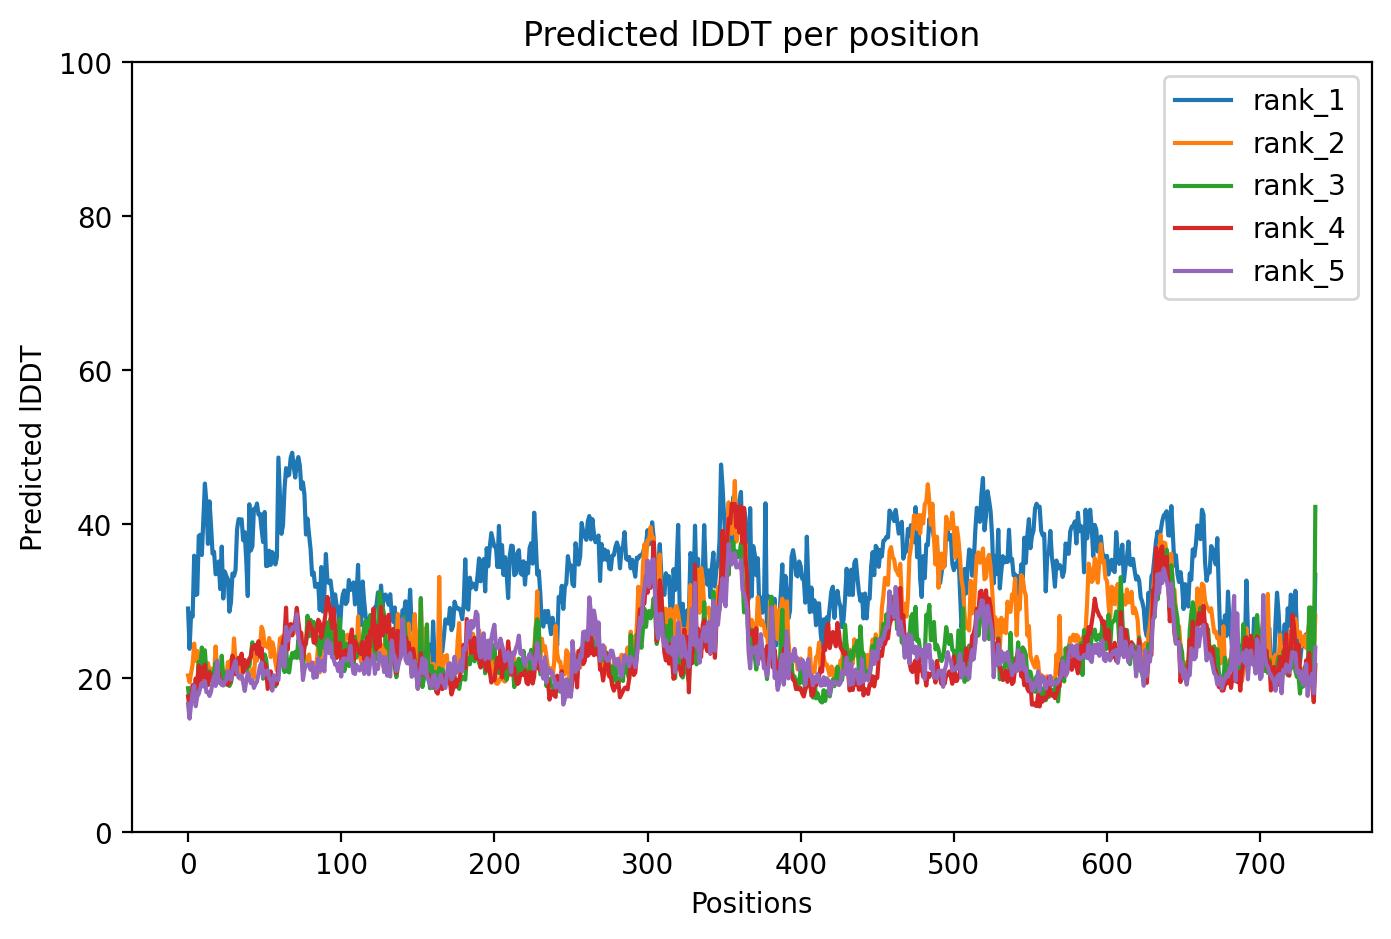 Predicted lDDT per position
100
80
60
40
20
0
Predicted lDDT
0 100 200 300 400 500 600 700
Positions
rank_1
rank_2
rank_3
rank_4
rank_5